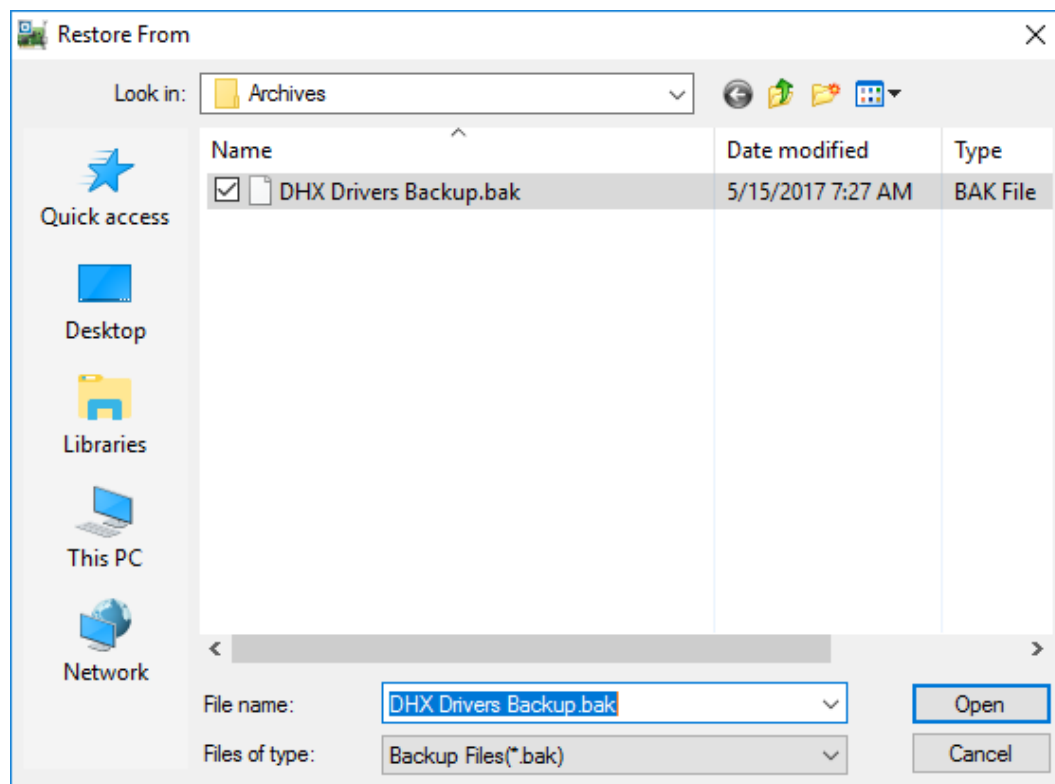 Restore From
Look in: Archives
Name Date modified Type
DHX Drivers Backup.bak 5/15/2017 7:27 AM BAK File
Quick access
Desktop
Libraries
This PC
Network
File name: DHX Drivers Backup.bak Open
Files of type: Backup Files(*.bak) Cancel